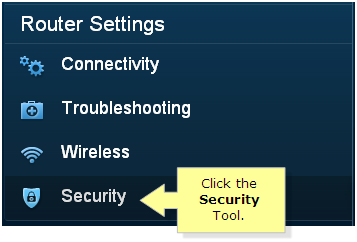 Router Settings
Connectivity
Troubleshooting
Wireless
Security
Click the
Security
Tool.